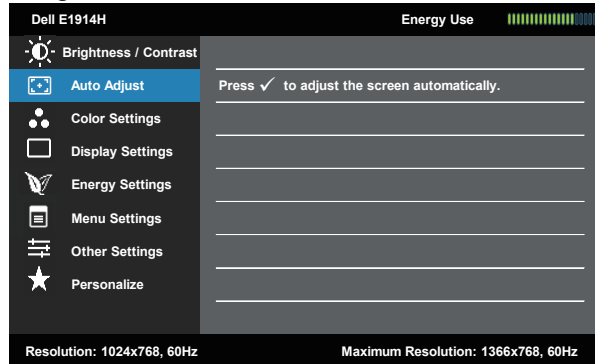 Dell E1914H Energy Use
Brightness / Contrast
Auto Adjust Press ✓ to adjust the screen automatically.
Color Settings
Display Settings
Energy Settings
Menu Settings
Other Settings
Personalize
Resolution: 1024x768, 60Hz Maximum Resolution: 1366x768, 60Hz